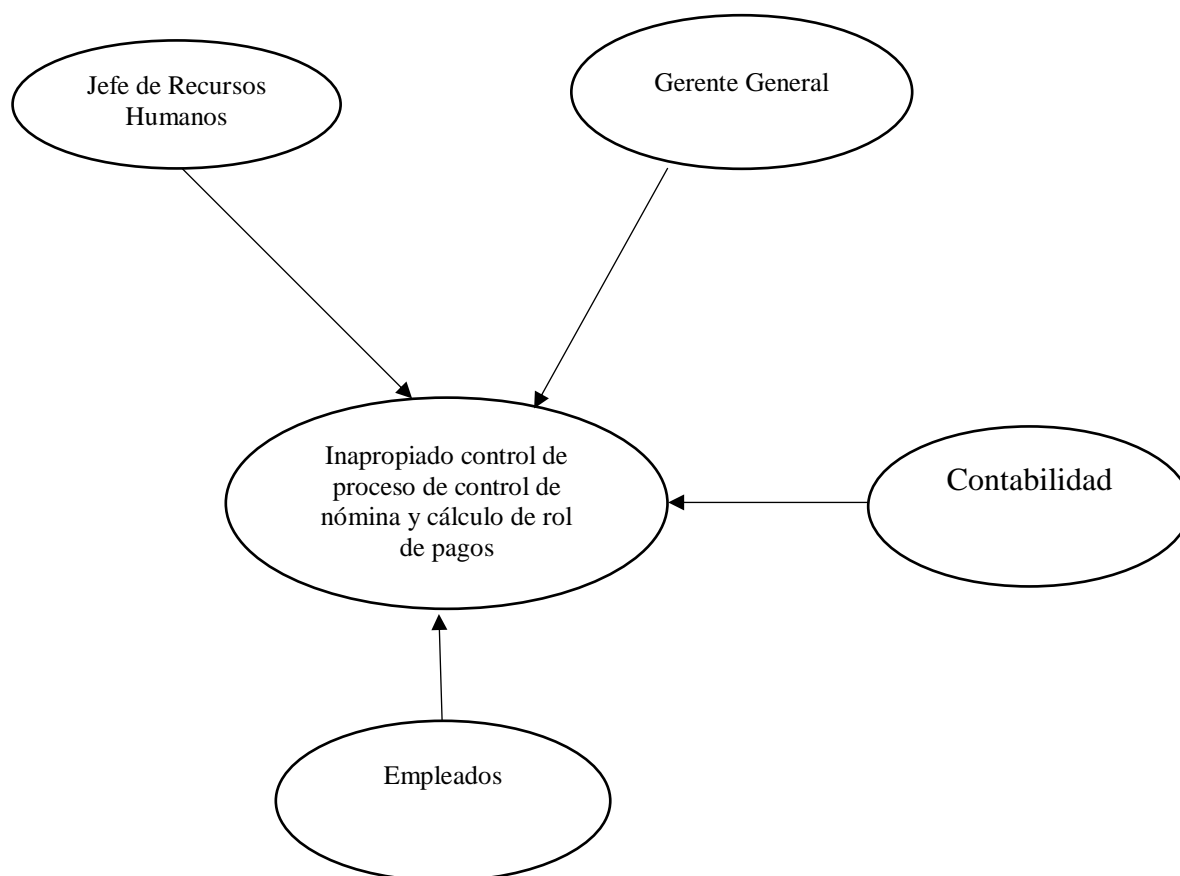 Jefe de Recursos
Humanos
Gerente General
Inapropiado control de
proceso de control de
nómina y cálculo de rol
de pagos
Contabilidad
Empleados